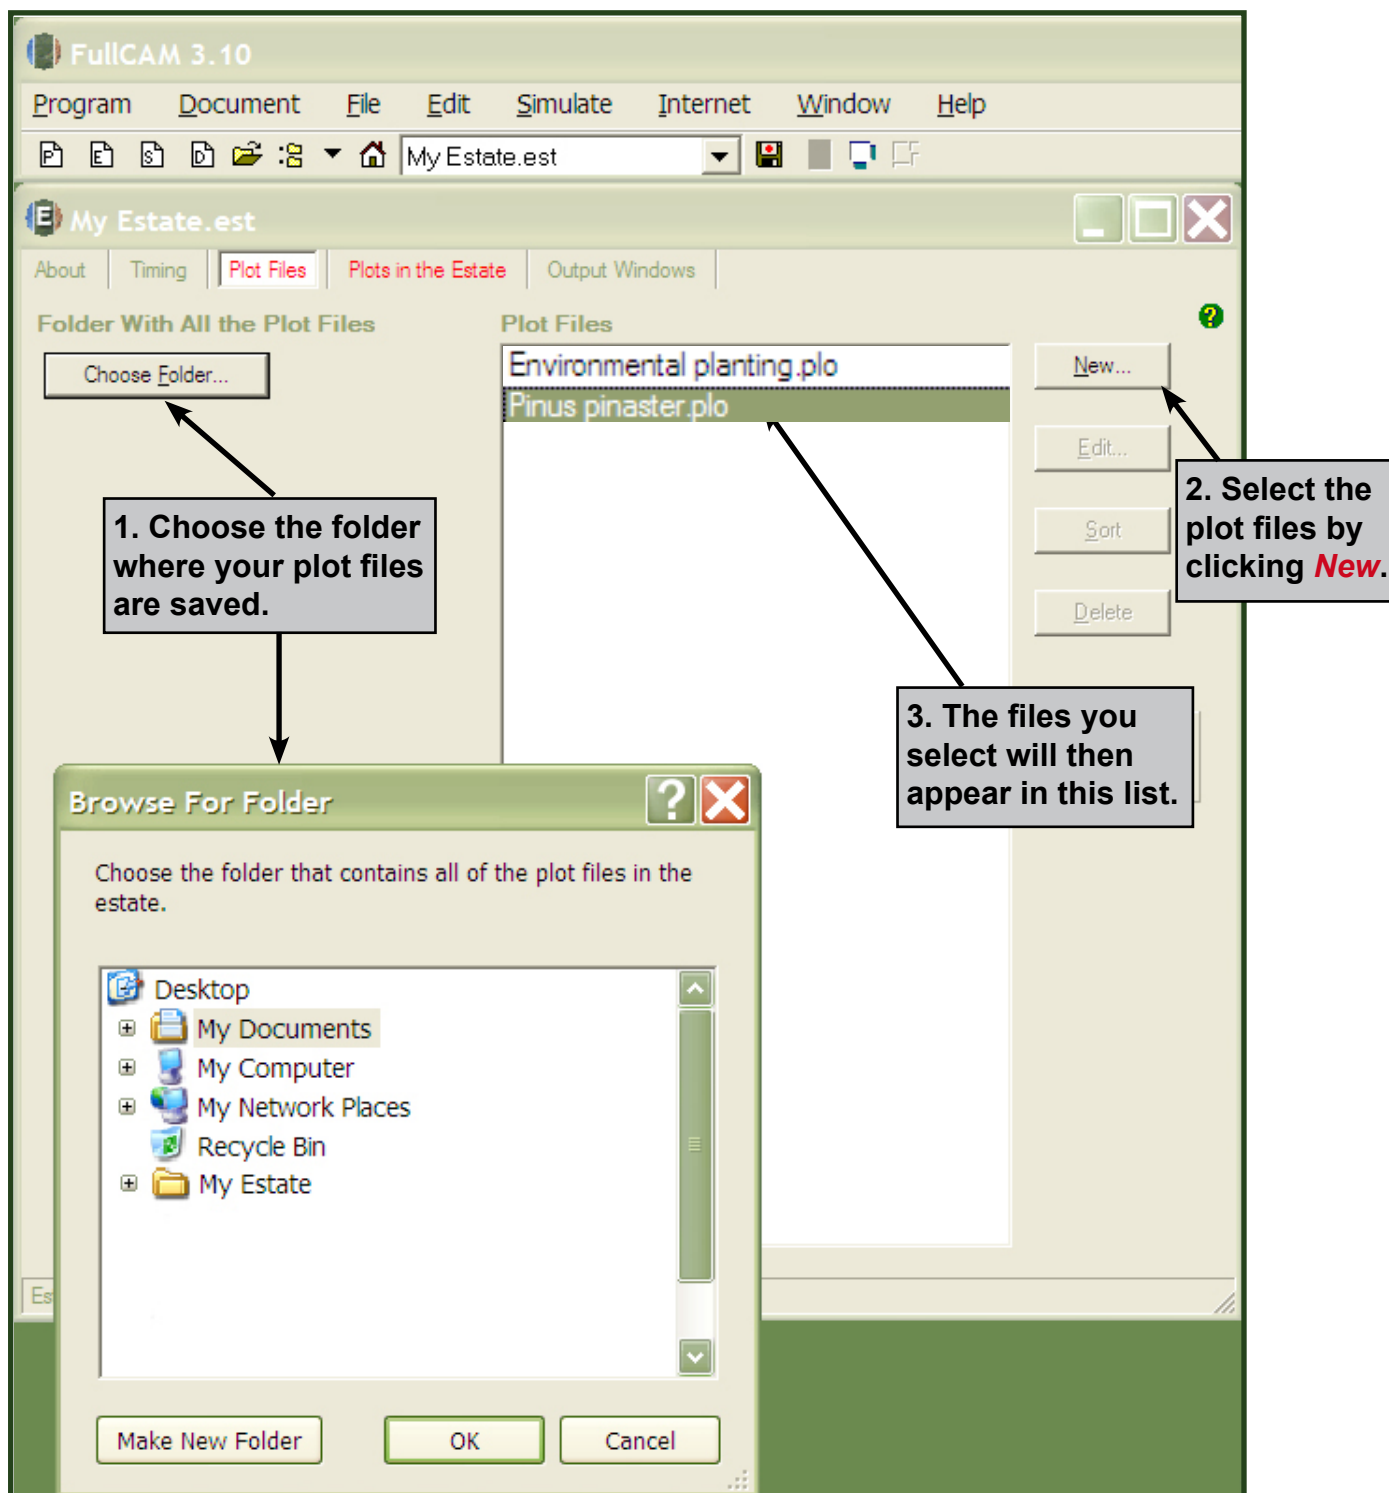 FullCAM 3.10
Program Document File Edit Simulate Internet Window Help
P E S D My Estate.est
E My Estate.est
About Timing Plot Files Plots in the Estate Output Windows
Folder With All the Plot Files Plot Files ?
Choose Folder... Environmental planting.plo New...
Pinus pinaster.plo
Edit...
2. Select the
plot files by
clicking New.
1. Choose the folder
where your plot files
are saved.
Sort
Delete
3. The files you
select will then
appear in this list.
Browse For Folder ?
Choose the folder that contains all of the plot files in the
estate.
Desktop
My Documents
My Computer
My Network Places
Recycle Bin
My Estate
Es
Make New Folder OK Cancel